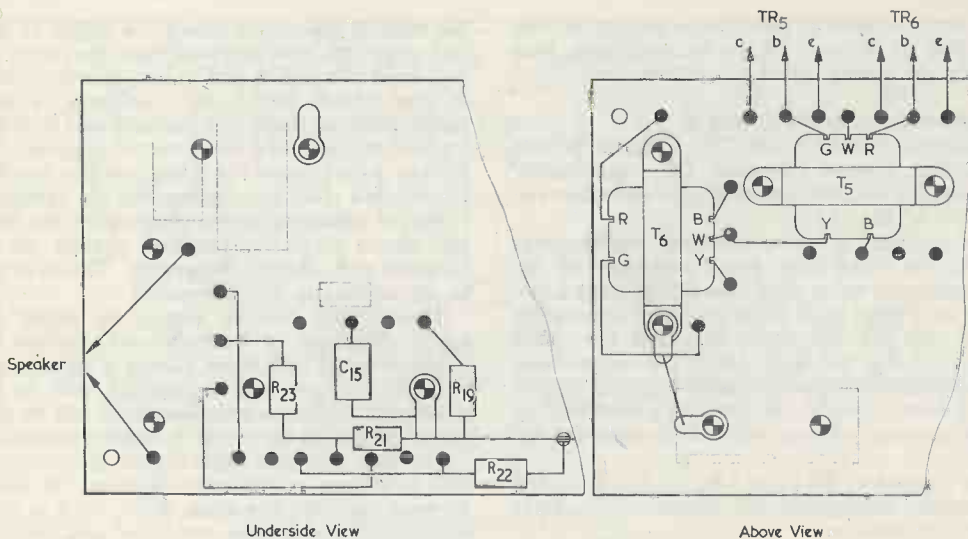 TR5 TR6
c b e c b e
G W R
T5
Y B
R B
T6 W
G Y
Speaker
C15
R23 R19
R21
R22
Underside View Above View